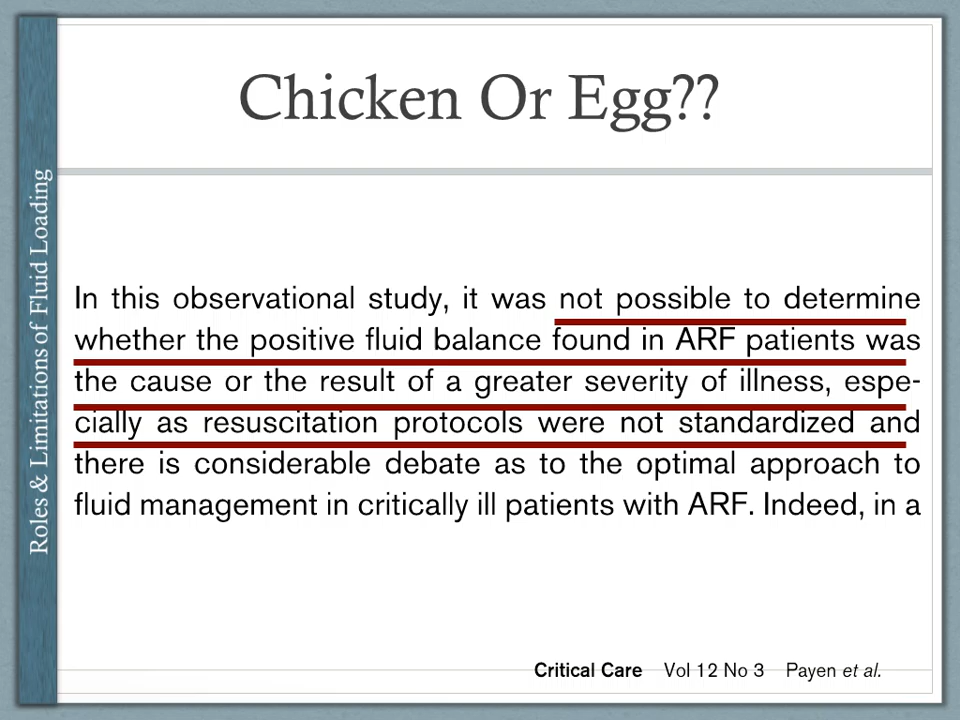 Chicken Or Egg??
Roles & Limitations of Fluid Loading
In this observational study, it was not possible to determine
whether the positive fluid balance found in ARF patients was
the cause or the result of a greater severity of illness, espe-
cially as resuscitation protocols were not standardized and
there is considerable debate as to the optimal approach to
fluid management in critically ill patients with ARF. Indeed, in a
Critical Care Vol 12 No 3 Payen et al.